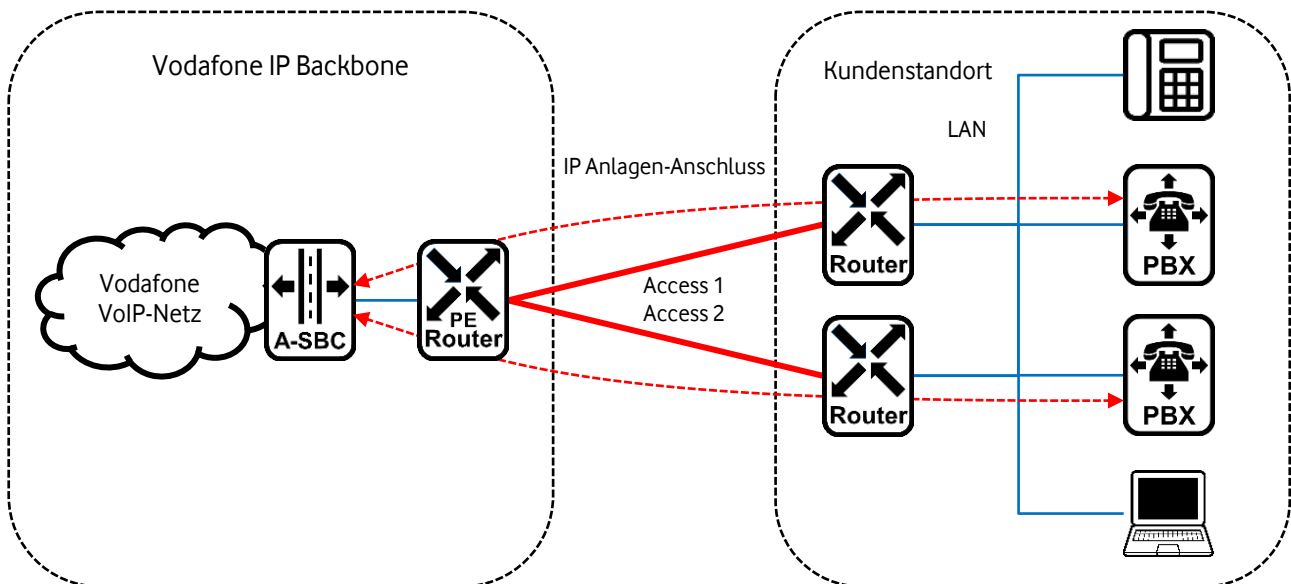 Vodafone IP Backbone
Kundenstandort
LAN
IP Anlagen-Anschluss
Router
PBX
Vodafone
VoIP-Netz
A-SBC
PE
Router
Access 1
Access 2
Router
PBX